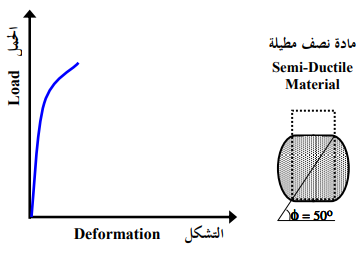 مادة نصف مطيلة
Semi-Ductile
Material
Load
الحمل
ϕ = 50º
Deformation
التشكل